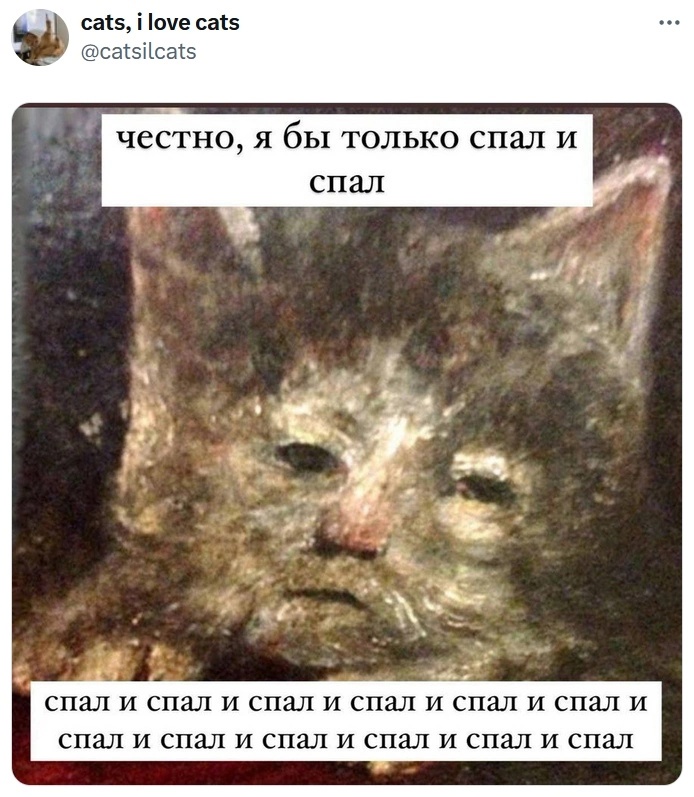 cats, i love cats
@catsilcats
честно, я бы только спал и
спал
спал и спал и спал и спал и спал и спал и
спал и спал и спал и спал и спал и спал